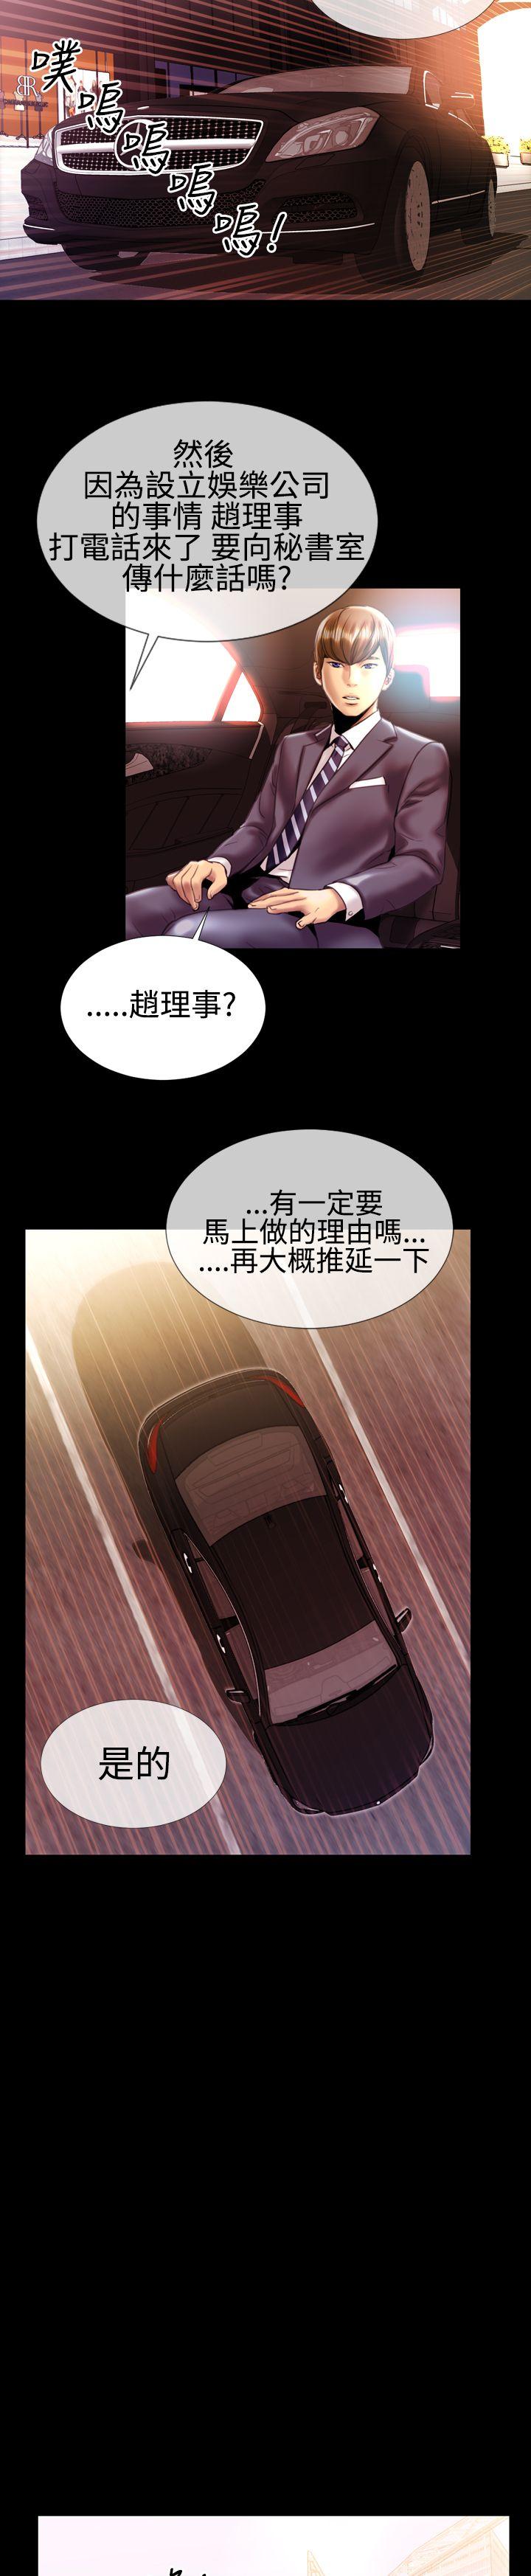 噗
嗚
嗚
嗚
嗚!
然後
因為設立娛樂公司
的事情 趙理事
打電話來了 要向秘書室
傳什麼話嗎?
.....趙理事?
...有一定要
馬上做的理由嗎...
....再大概推延一下
是的